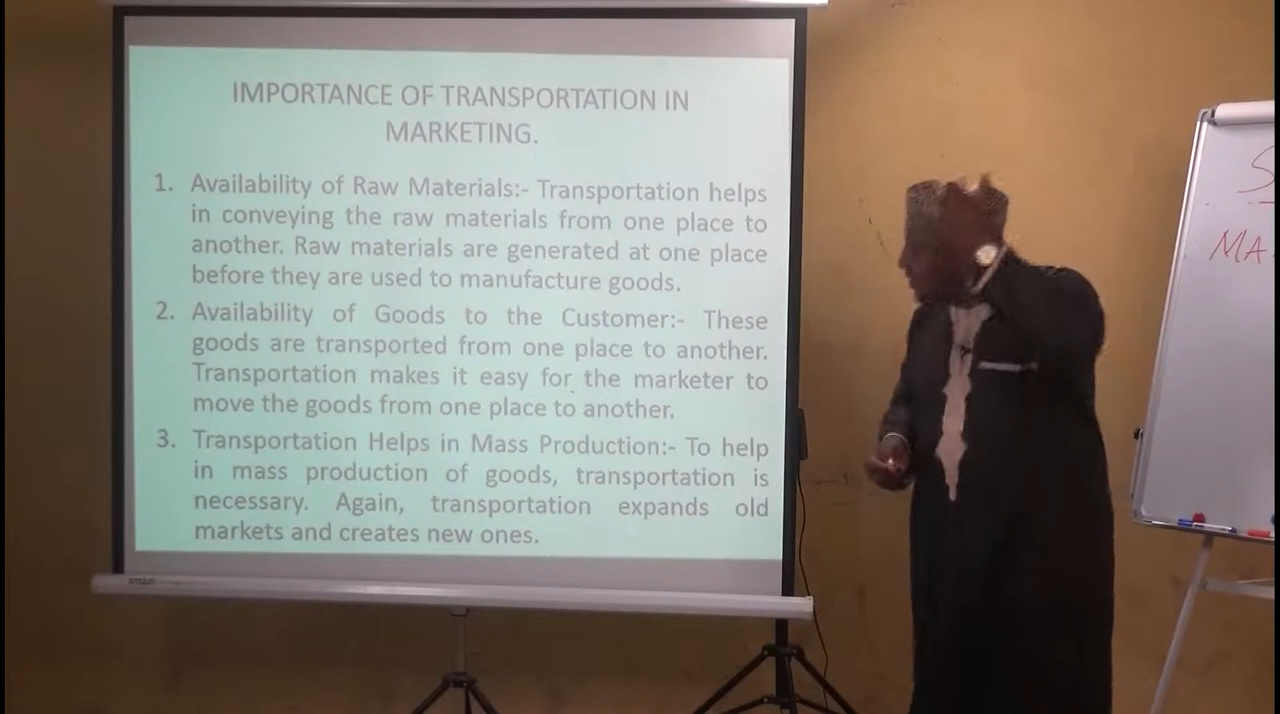 IMPORTANCE OF TRANSPORTATION IN
MARKETING.
1. Availability of Raw Materials:- Transportation helps
in conveying the raw materials from one place to
another. Raw materials are generated at one place
before they are used to manufacture goods.
2. Availability of Goods to the Customer:- These
goods are transported from one place to another.
Transportation makes it easy for the marketer to
move the goods from one place to another.
3. Transportation Helps in Mass Production:- To help
in mass production of goods, transportation is
necessary. Again, transportation expands old
markets and creates new ones.
S
MA